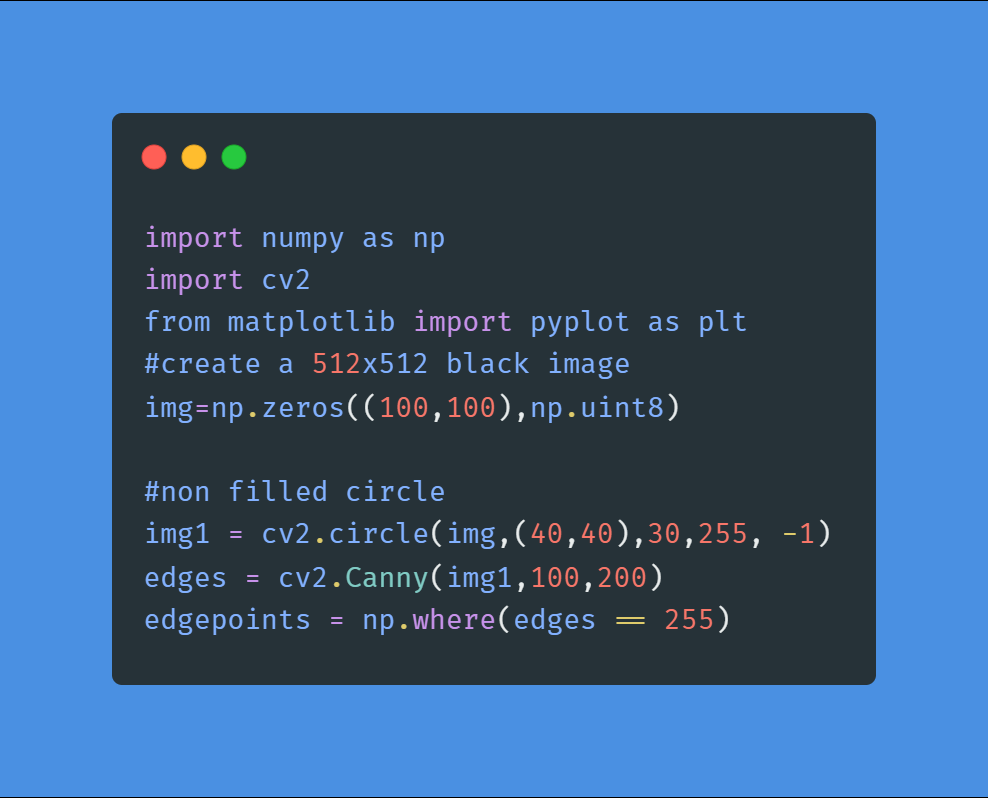 import numpy as np
import cv2
from matplotlib import pyplot as plt
#create a 512x512 black image
img=np.zeros((100,100),np.uint8)
#non filled circle
img1 = cv2.circle(img,(40,40),30,255, -1)
edges = cv2.Canny(img1,100,200)
edgepoints = np.where(edges == 255)